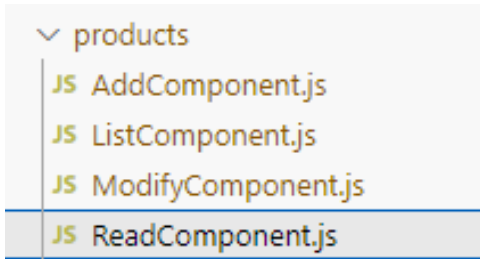 products
JS AddComponent.js
JS ListComponent.js
JS ModifyComponent.js
JS ReadComponent.js